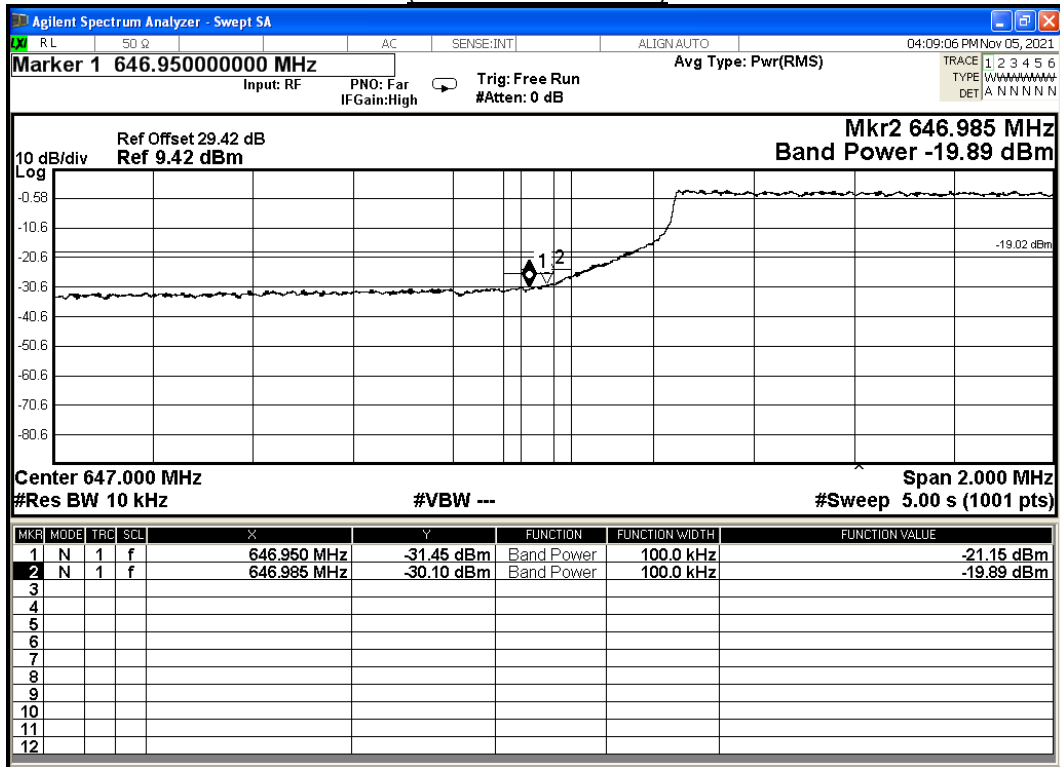 Agilent Spectrum Analyzer - Swept SA
LXI RL 50 Ω AC SENSE:INT ALIGN AUTO 04:09:06 PM Nov 05, 2021
Marker 1 646.950000000 MHz Avg Type: Pwr(RMS) TRACE 1 2 3 4 5 6
Input: RF PNO: Far Trig: Free Run TYPE
IFGain:High #Atten: 0 dB DET A N N N N N
Mkr2 646.985 MHz
Ref Offset 29.42 dB
10 dB/div Ref 9.42 dBm Band Power -19.89 dBm
Log
-0.58
-10.6
-19.02 dBm
-20.6
1 2
-30.6
-40.6
-50.6
-60.6
-70.6
-80.6
Center 647.000 MHz Span 2.000 MHz
#Res BW 10 kHz #VBW --- #Sweep 5.00 s (1001 pts)
MKR MODE TRC SCL X Y FUNCTION FUNCTION WIDTH FUNCTION VALUE
1 N 1 f 646.950 MHz -31.45 dBm Band Power 100.0 kHz -21.15 dBm
2 N 1 f 646.985 MHz -30.10 dBm Band Power 100.0 kHz -19.89 dBm
3
4
5
6
7
8
9
10
11
12